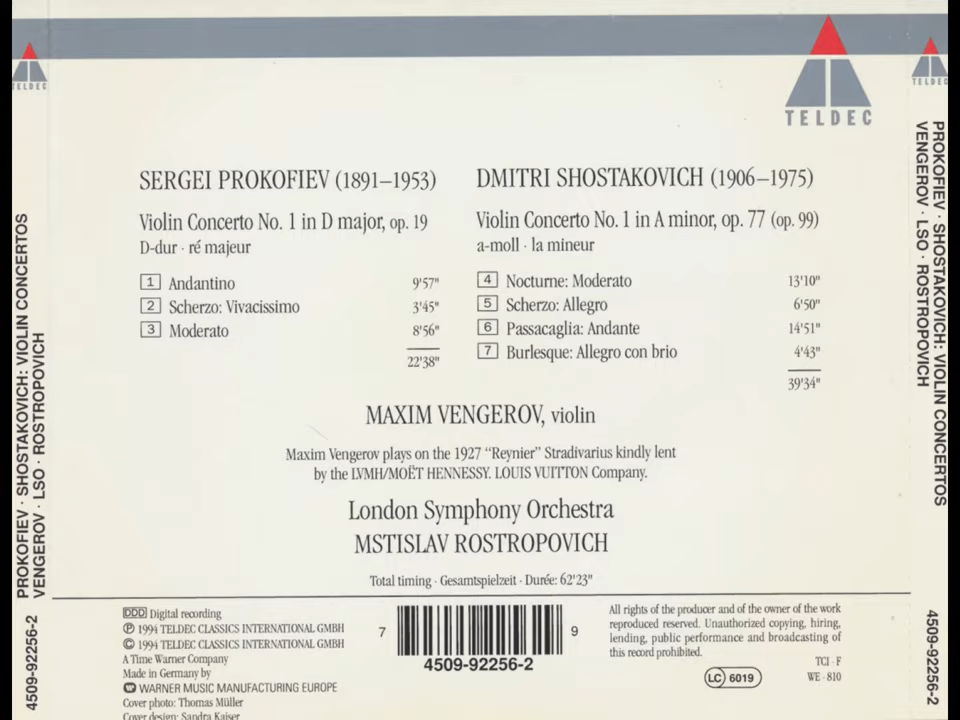 TELDEC
TELDEC
TELDEC
SERGEI PROKOFIEV (1891–1953)
Violin Concerto No. 1 in D major, op. 19
D-dur · ré majeur
1 Andantino 9'57"
2 Scherzo: Vivacissimo 3'45"
3 Moderato 8'56"
22'38"
DMITRI SHOSTAKOVICH (1906–1975)
Violin Concerto No. 1 in A minor, op. 77 (op. 99)
a-moll · la mineur
4 Nocturne: Moderato 13'10"
5 Scherzo: Allegro 6'50"
6 Passacaglia: Andante 14'51"
7 Burlesque: Allegro con brio 4'43"
39'34"
MAXIM VENGEROV, violin
Maxim Vengerov plays on the 1927 “Reynier” Stradivarius kindly lent
by the LVMH/MOËT HENNESSY. LOUIS VUITTON Company.
London Symphony Orchestra
MSTISLAV ROSTROPOVICH
Total timing · Gesamtspielzeit · Durée: 62'23"
DDD Digital recording
℗ 1994 TELDEC CLASSICS INTERNATIONAL GMBH
© 1994 TELDEC CLASSICS INTERNATIONAL GMBH
A Time Warner Company
Made in Germany by
WARNER MUSIC MANUFACTURING EUROPE
Cover photo: Thomas Müller
Cover design: Sandra Kaiser
7 9
4509-92256-2
All rights of the producer and of the owner of the work
reproduced reserved. Unauthorized copying, hiring,
lending, public performance and broadcasting of
this record prohibited.
TCI · F
LC 6019
WE · 810
PROKOFIEV · SHOSTAKOVICH: VIOLIN CONCERTOS
VENGEROV · LSO · ROSTROPOVICH
4509-92256-2
PROKOFIEV · SHOSTAKOVICH: VIOLIN CONCERTOS
VENGEROV · LSO · ROSTROPOVICH
4509-92256-2